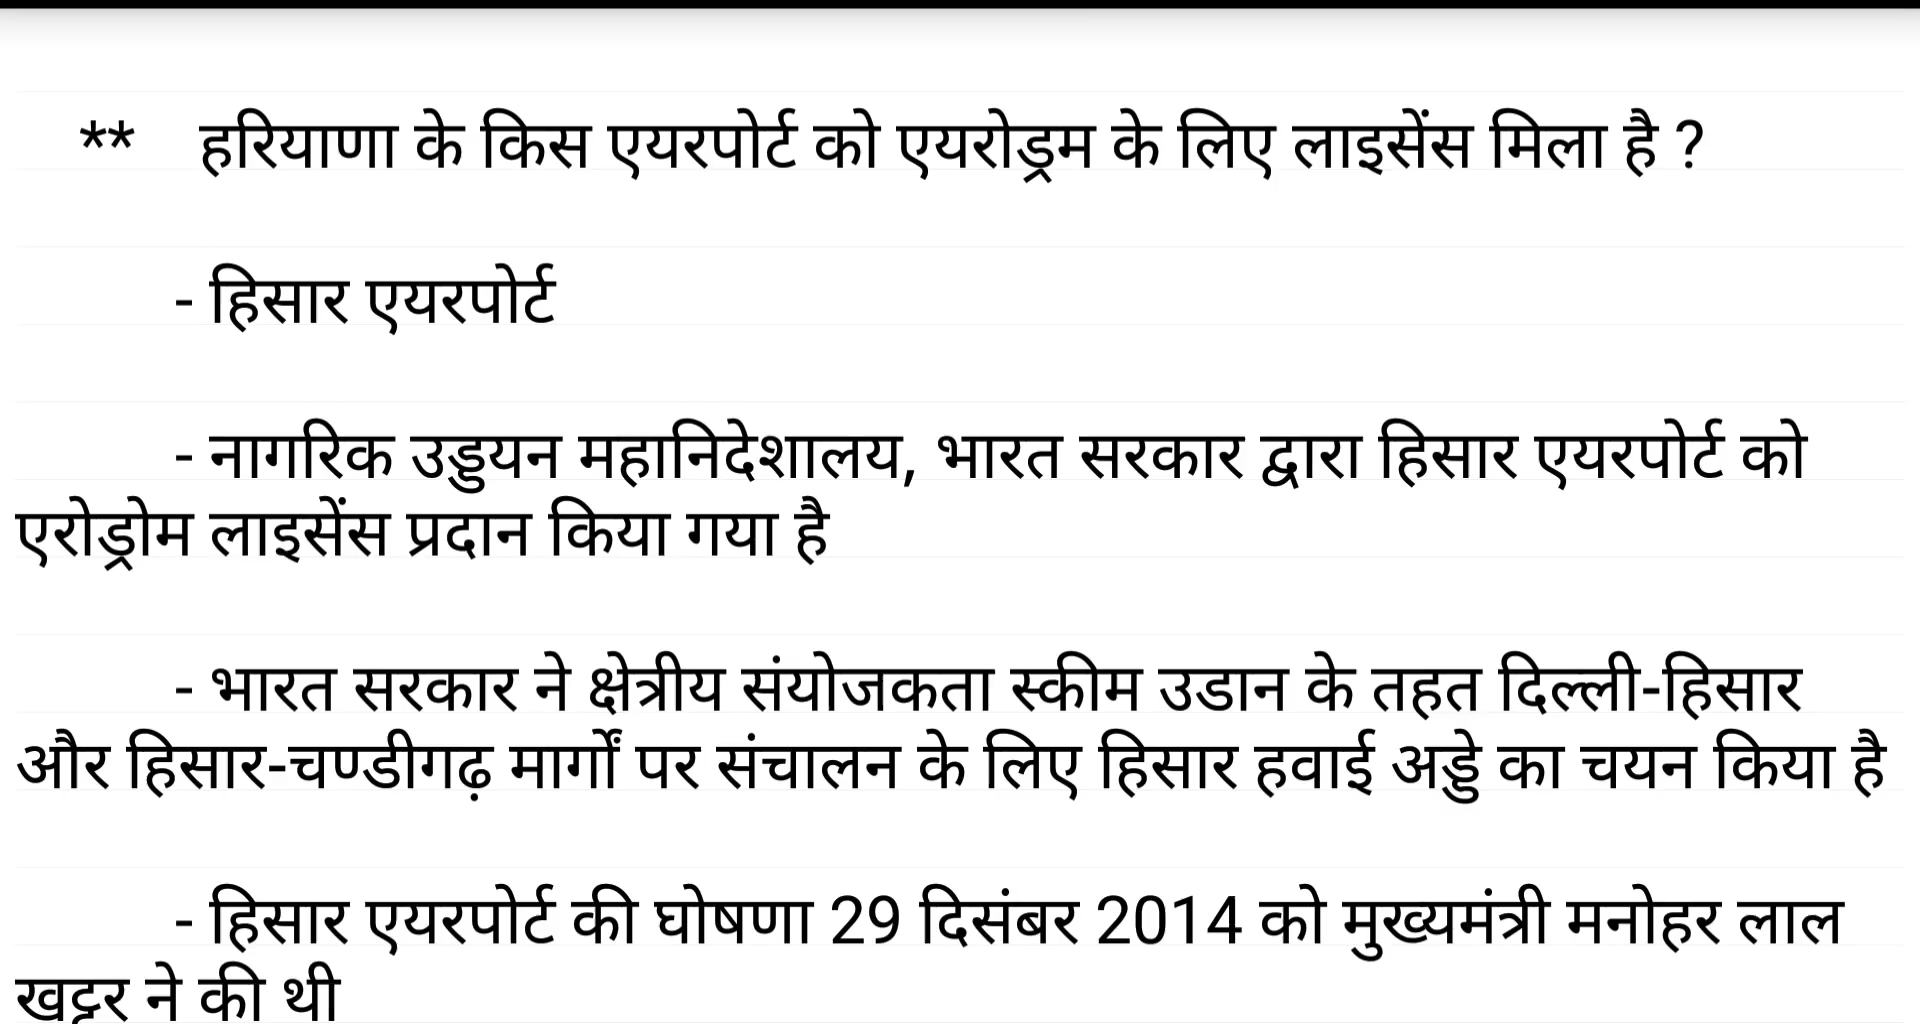 ** हरियाणा के किस एयरपोर्ट को एयरोड्रम के लिए लाइसेंस मिला है ?
- हिसार एयरपोर्ट
- नागरिक उड्डयन महानिदेशालय, भारत सरकार द्वारा हिसार एयरपोर्ट को
एरोड्रोम लाइसेंस प्रदान किया गया है
- भारत सरकार ने क्षेत्रीय संयोजकता स्कीम उडान के तहत दिल्ली-हिसार
और हिसार-चण्डीगढ़ मार्गों पर संचालन के लिए हिसार हवाई अड्डे का चयन किया है
- हिसार एयरपोर्ट की घोषणा 29 दिसंबर 2014 को मुख्यमंत्री मनोहर लाल
खट्टर ने की थी